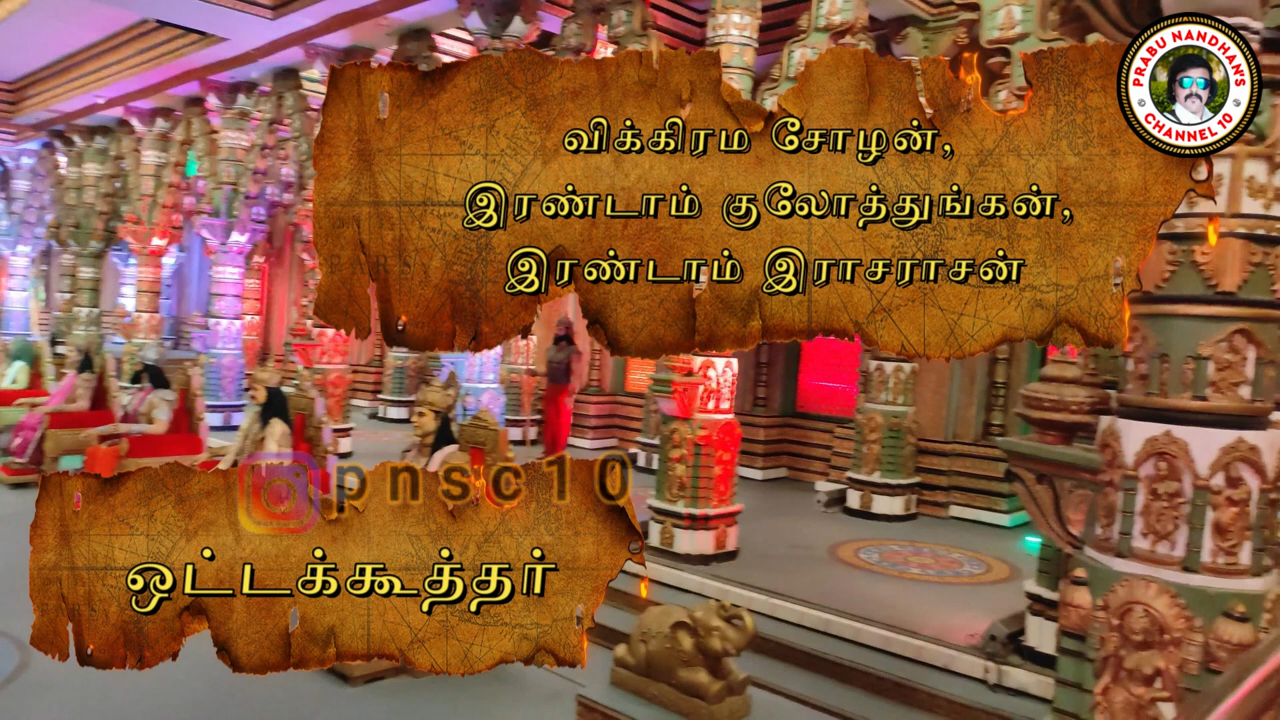 விக்கிரம சோழன்,
இரண்டாம் குலோத்துங்கன்,
இரண்டாம் இராசராசன்
PRABU NANDHAN'S
CHANNEL 10
pnsc10
ஒட்டக்கூத்தர்